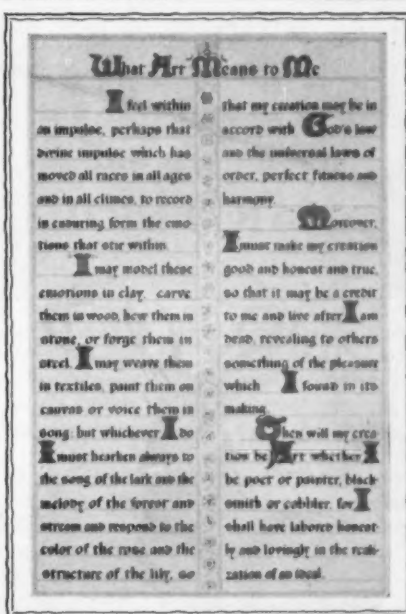 What Art Means to Me
I feel within
an impulse, perhaps that
divine impulse which has
moved all races in all ages
and in all climes, to record
in enduring form the emo-
tions that stir within.
I may model these
emotions in clay, carve
them in wood, hew them in
stone, or forge them in
steel. I may weave them
in textiles, paint them on
canvas or voice them in
song; but whichever I do
I must hearken always to
the song of the lark and the
melody of the forest and
stream and respond to the
color of the rose and the
structure of the lily, so
that my creation may be in
accord with God's law
and the universal laws of
order, perfect fitness and
harmony.
Moreover,
I must make my creation
good and honest and true,
so that it may be a credit
to me and live after I am
dead, revealing to others
something of the pleasure
which I found in its
making.
Then will my crea-
tion be Art whether I
be poet or painter, black-
smith or cobbler, for I
shall have labored honest-
ly and lovingly in the reali-
zation of an ideal.